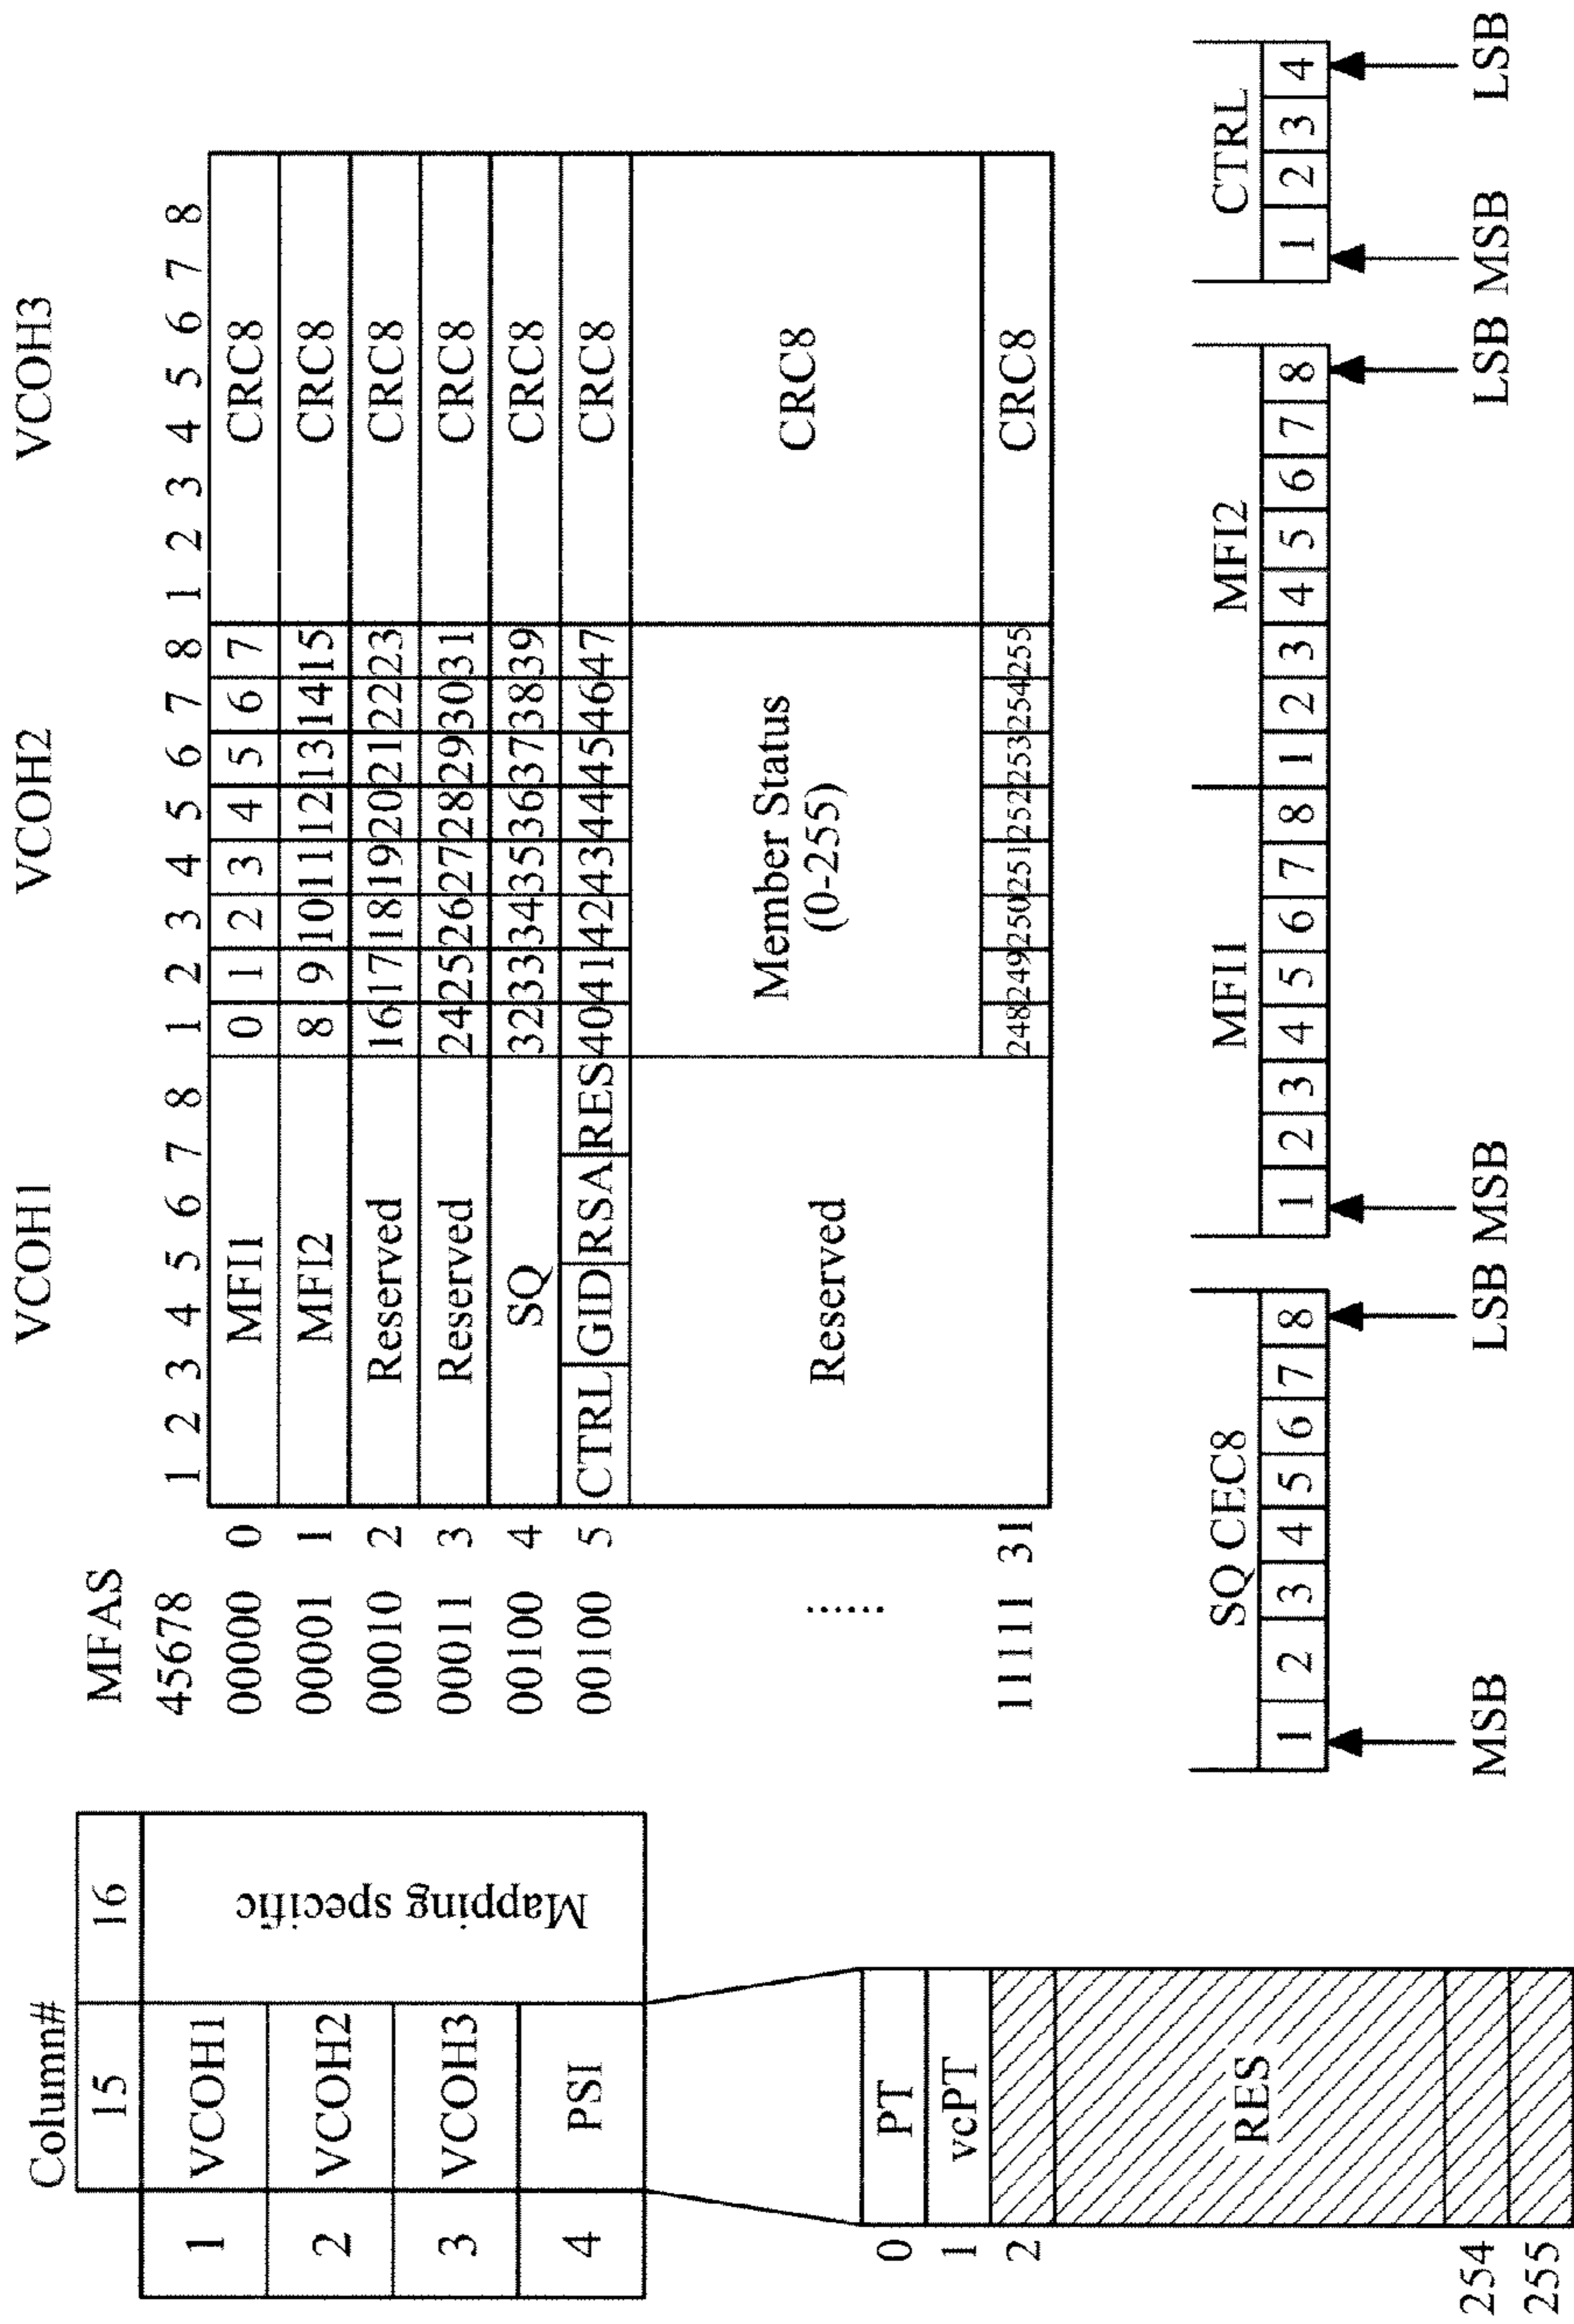 Column#
15 16
1 VCOH1
2 VCOH2
3 VCOH3
4 PSI
Mapping specific
0 PT
1 vcPT
2
RES
254
255
VCOH1 VCOH2 VCOH3
MFAS
45678 1 2 3 4 5 6 7 8 1 2 3 4 5 6 7 8 1 2 3 4 5 6 7 8
00000 0 MFI1 0 1 2 3 4 5 6 7 CRC8
00001 1 MFI2 8 9 10 11 12 13 14 15 CRC8
00010 2 Reserved 16 17 18 19 20 21 22 23 CRC8
00011 3 Reserved 24 25 26 27 28 29 30 31 CRC8
00100 4 SQ 32 33 34 35 36 37 38 39 CRC8
00100 5 CTRL GID RSA RES 40 41 42 43 44 45 46 47 CRC8
...... Reserved Member Status CRC8
(0-255)
11111 31 248 249 250 251 252 253 254 255 CRC8
SQ CEC8 MFI1 MFI2 CTRL
1 2 3 4 5 6 7 8 1 2 3 4 5 6 7 8 1 2 3 4 5 6 7 8 1 2 3 4
MSB LSB MSB LSB MSB LSB